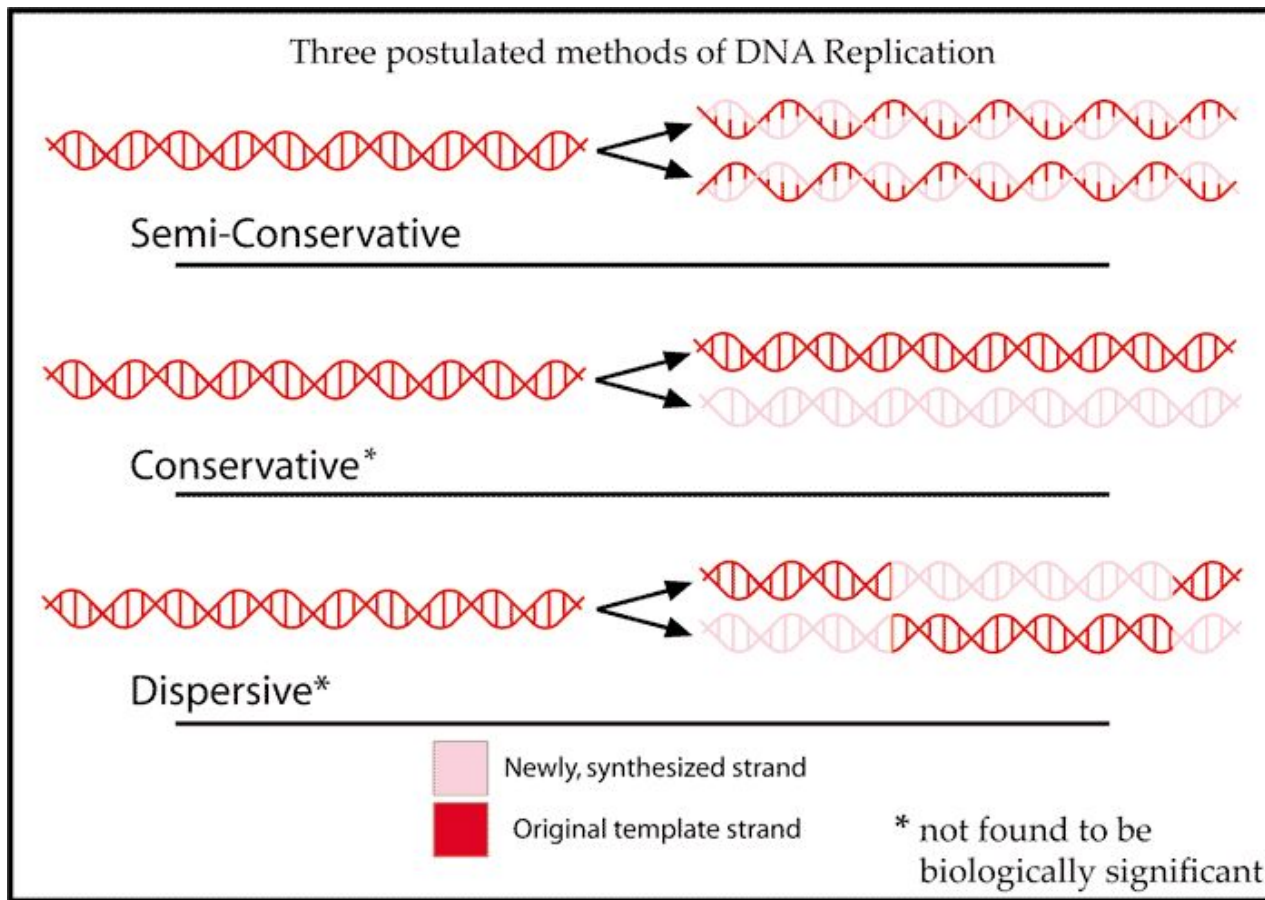 Three postulated methods of DNA Replication
Semi-Conservative
Conservative*
Dispersive*
Newly, synthesized strand
Original template strand
* not found to be
biologically significant